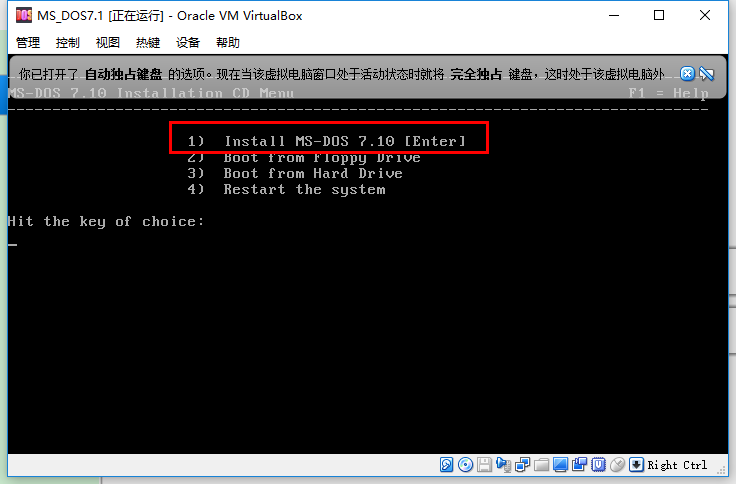 MS_DOS7.1 [正在运行] - Oracle VM VirtualBox
管理 控制 视图 热键 设备 帮助
你已打开了 自动独占键盘 的选项。现在当该虚拟电脑窗口处于活动状态时就将 完全独占 键盘，这时处于该虚拟电脑外
MS-DOS 7.10 Installation CD Menu F1 = Help
1) Install MS-DOS 7.10 [Enter]
2) Boot from Floppy Drive
3) Boot from Hard Drive
4) Restart the system
Hit the key of choice:
_
Right Ctrl